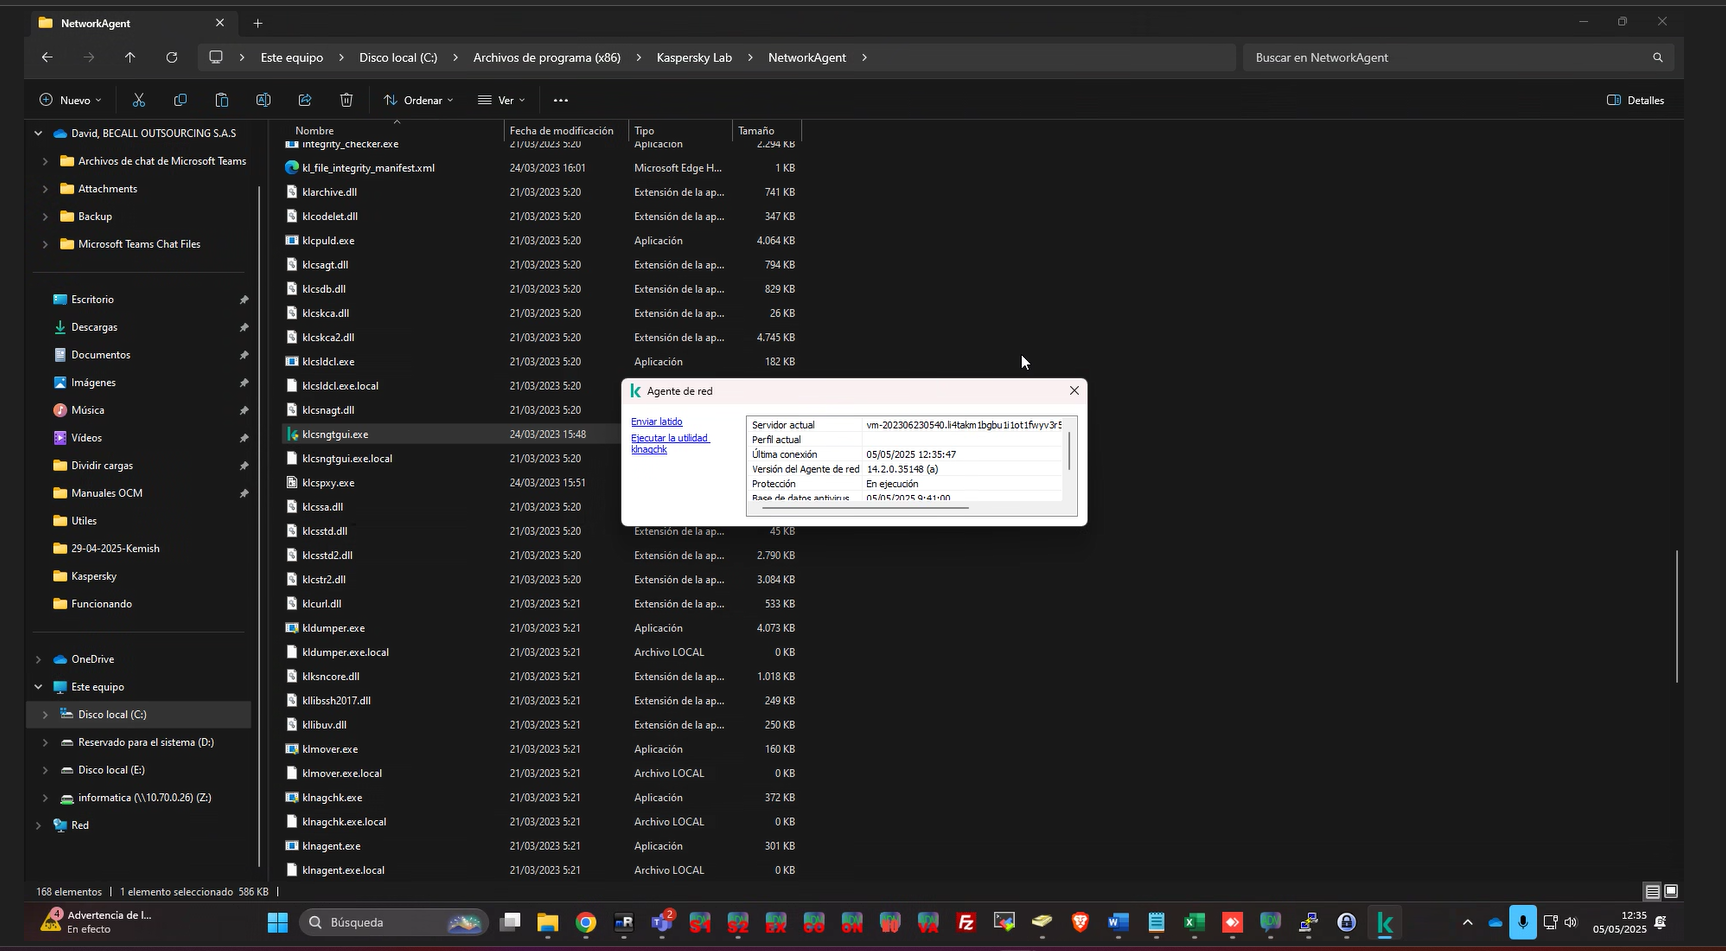 NetworkAgent
Este equipo > Disco local (C:) > Archivos de programa (x86) > Kaspersky Lab > NetworkAgent >
Buscar en NetworkAgent
Nuevo
Ordenar
Ver
Detalles
David, BECALL OUTSOURCING S.A.S
Archivos de chat de Microsoft Teams
Attachments
Backup
Microsoft Teams Chat Files
Escritorio
Descargas
Documentos
Imágenes
Música
Vídeos
Dividir cargas
Manuales OCM
Utiles
29-04-2025-Kemish
Kaspersky
Funcionando
OneDrive
Este equipo
Disco local (C:)
Reservado para el sistema (D:)
Disco local (E:)
informatica (\\10.70.0.26) (Z:)
Red
Nombre Fecha de modificación Tipo Tamaño
integrity_checker.exe 21/03/2023 5:20 Aplicación 2.294 KB
kl_file_integrity_manifest.xml 24/03/2023 16:01 Microsoft Edge H... 1 KB
klarchive.dll 21/03/2023 5:20 Extensión de la ap... 741 KB
klcodelet.dll 21/03/2023 5:20 Extensión de la ap... 347 KB
klcpuld.exe 21/03/2023 5:20 Aplicación 4.064 KB
klcsagt.dll 21/03/2023 5:20 Extensión de la ap... 794 KB
klcsdb.dll 21/03/2023 5:20 Extensión de la ap... 829 KB
klcskca.dll 21/03/2023 5:20 Extensión de la ap... 26 KB
klcskca2.dll 21/03/2023 5:20 Extensión de la ap... 4.745 KB
klcsldcl.exe 21/03/2023 5:20 Aplicación 182 KB
klcsldcl.exe.local 21/03/2023 5:20
klcsnagt.dll 21/03/2023 5:20
klcsngtgui.exe 24/03/2023 15:48
klcsngtgui.exe.local 21/03/2023 5:20
klcspxy.exe 24/03/2023 15:51
klcssa.dll 21/03/2023 5:20
klcsstd.dll 21/03/2023 5:20 Extensión de la ap... 45 KB
klcsstd2.dll 21/03/2023 5:20 Extensión de la ap... 2.790 KB
klcstr2.dll 21/03/2023 5:20 Extensión de la ap... 3.084 KB
klcurl.dll 21/03/2023 5:21 Extensión de la ap... 533 KB
kldumper.exe 21/03/2023 5:21 Aplicación 4.073 KB
kldumper.exe.local 21/03/2023 5:21 Archivo LOCAL 0 KB
klksncore.dll 21/03/2023 5:21 Extensión de la ap... 1.018 KB
kllibssh2017.dll 21/03/2023 5:21 Extensión de la ap... 249 KB
kllibuv.dll 21/03/2023 5:21 Extensión de la ap... 250 KB
klmover.exe 21/03/2023 5:21 Aplicación 160 KB
klmover.exe.local 21/03/2023 5:21 Archivo LOCAL 0 KB
klnagchk.exe 21/03/2023 5:21 Aplicación 372 KB
klnagchk.exe.local 21/03/2023 5:21 Archivo LOCAL 0 KB
klnagent.exe 21/03/2023 5:21 Aplicación 301 KB
klnagent.exe.local 21/03/2023 5:21 Archivo LOCAL 0 KB
Agente de red
Enviar latido
Ejecutar la utilidad
klnagchk
Servidor actual vm-202306230540.li4takm1bgbu1i1ot1fwyv3r5
Perfil actual
Última conexión 05/05/2025 12:35:47
Versión del Agente de red 14.2.0.35148 (a)
Protección En ejecución
Base de datos antivirus 05/05/2025 9:41:00
168 elementos 1 elemento seleccionado 586 KB
4
Advertencia de l...
En efecto
Búsqueda
2
12:35
05/05/2025